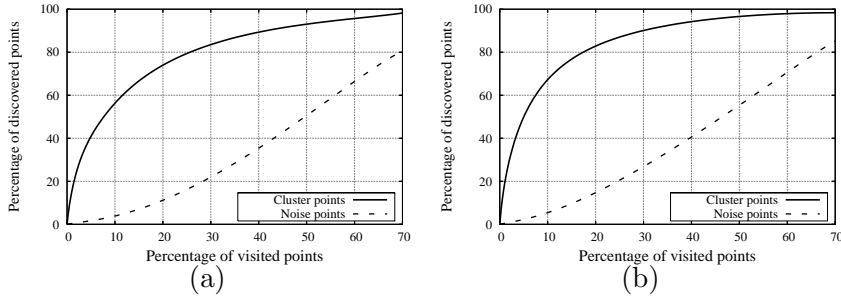 100
80
60
40
20
0
Percentage of discovered points
Cluster points
Noise points
0 10 20 30 40 50 60 70
Percentage of visited points
(a)
100
80
60
40
20
0
Percentage of discovered points
Cluster points
Noise points
0 10 20 30 40 50 60 70
Percentage of visited points
(b)